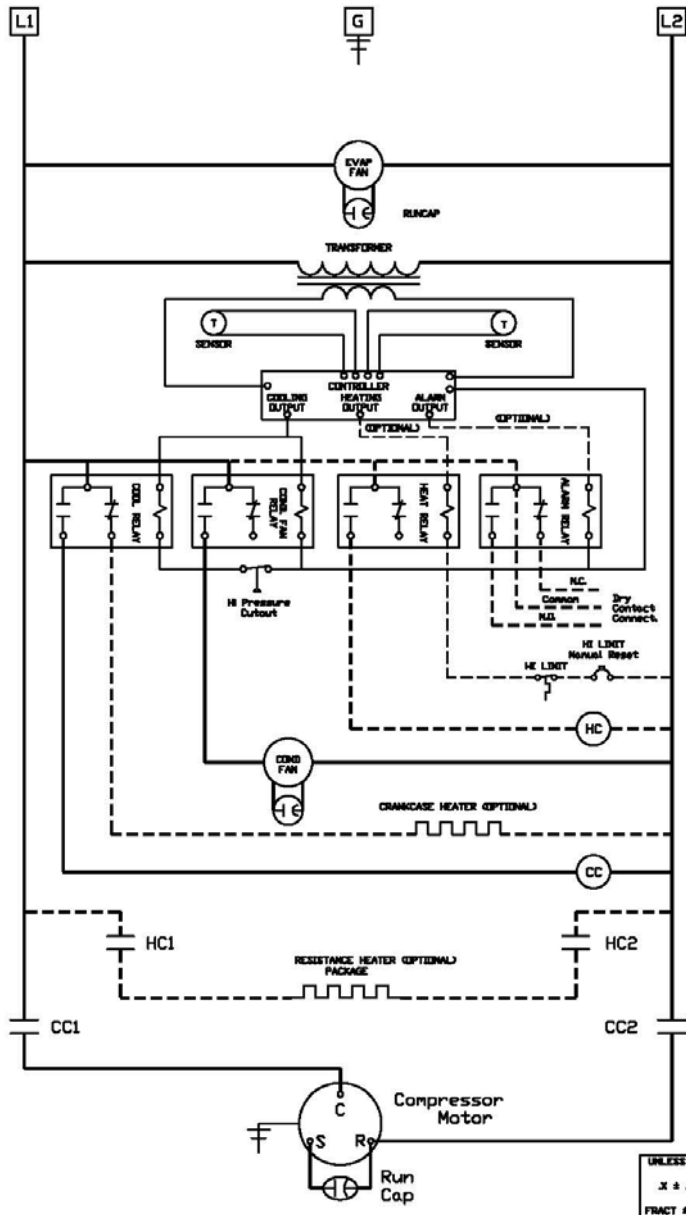 L1
G
L2
EVAP
FAN
RUNCAP
TRANSFORMER
T
SENSOR
T
SENSOR
CONTROLLER
COOLING
OUTPUT
HEATING
OUTPUT
ALARM
OUTPUT
(OPTIONAL)
(OPTIONAL)
COOL RELAY
COND FAN
RELAY
HEAT RELAY
ALARM RELAY
HI Pressure
Cutout
N.C.
Common
N.O.
Dry
Contact
Connect.
HI LIMIT
Manual Reset
HI LIMIT
HC
COND
FAN
CRANKCASE HEATER (OPTIONAL)
CC
HC1
HC2
RESISTANCE HEATER (OPTIONAL)
PACKAGE
CC1
CC2
C
S
R
Compressor
Motor
Run
Cap
UNLESS
.X ±
FRACT ±